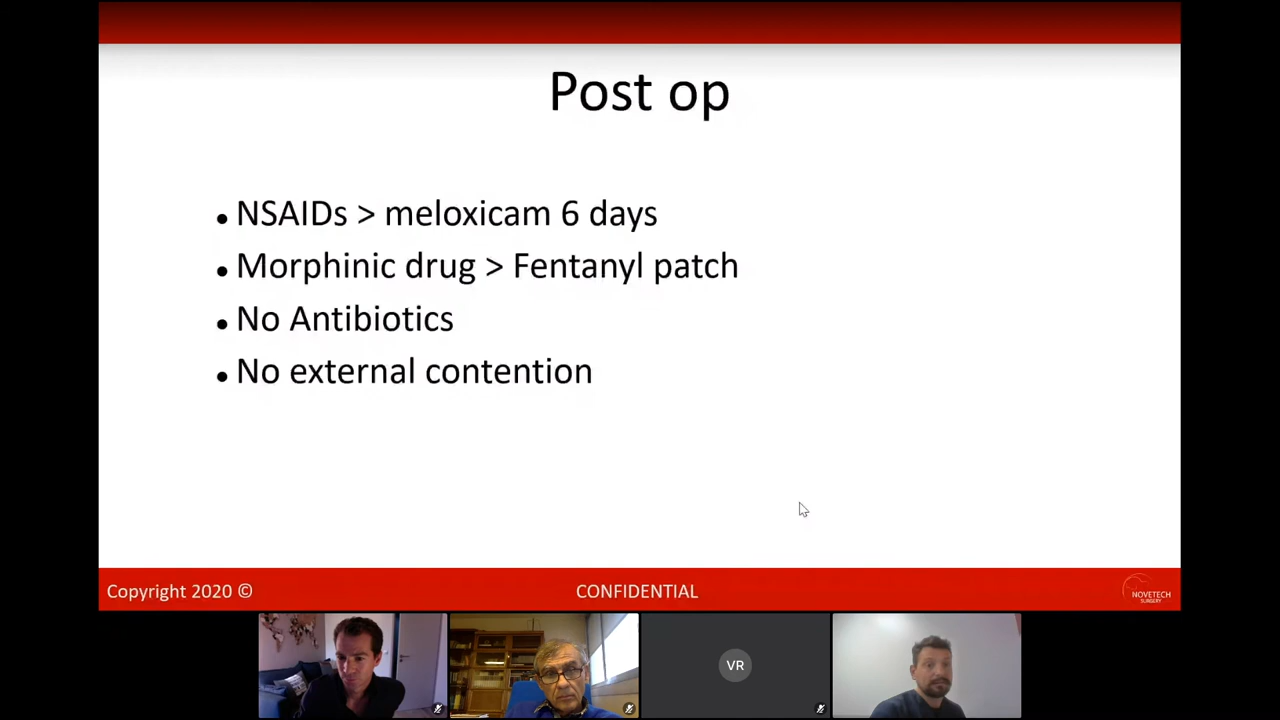 Post op
• NSAIDs > meloxicam 6 days
• Morphinic drug > Fentanyl patch
• No Antibiotics
• No external contention
Copyright 2020 ©
CONFIDENTIAL
NOVETECH
SURGERY
VR